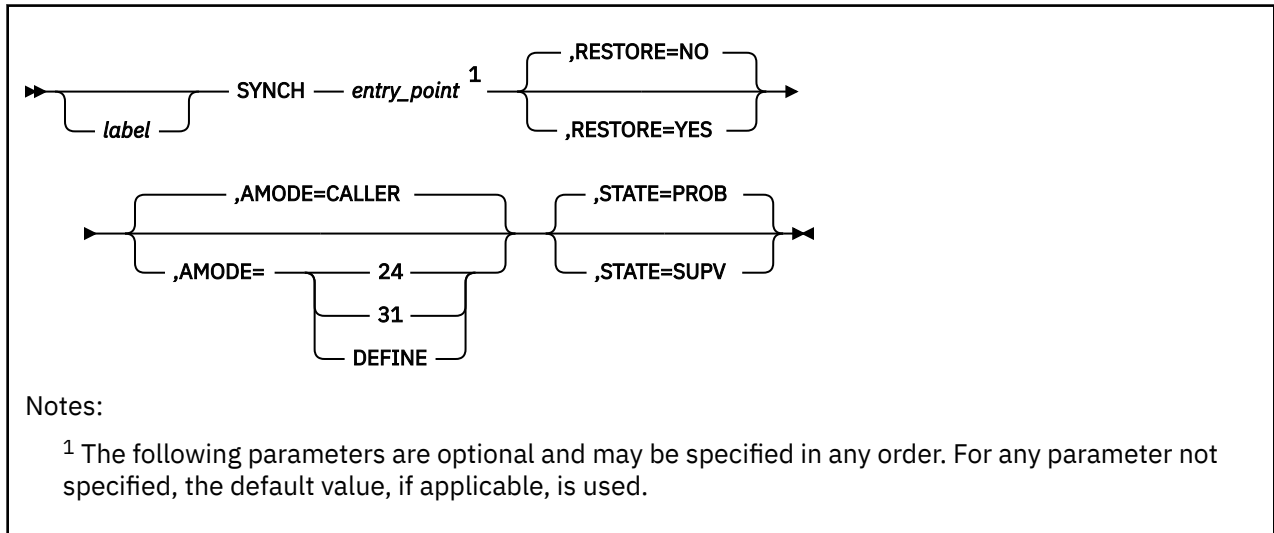 ,RESTORE=NO
label SYNCH entry_point 1
,RESTORE=YES
,AMODE=CALLER ,STATE=PROB
,AMODE= 24 ,STATE=SUPV
31
DEFINE
Notes:
1 The following parameters are optional and may be specified in any order. For any parameter not
specified, the default value, if applicable, is used.